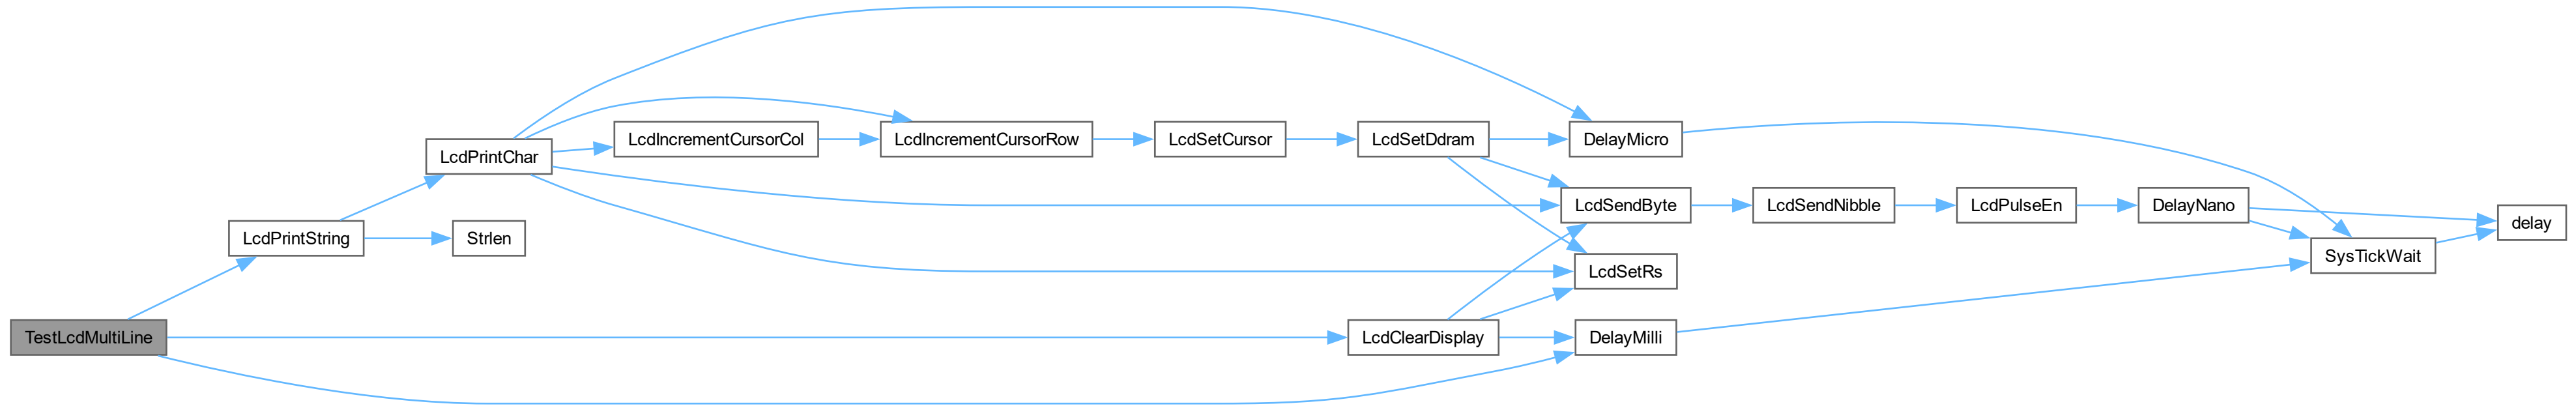 TestLcdMultiLine
LcdPrintString
LcdPrintChar
Strlen
LcdIncrementCursorCol
LcdIncrementCursorRow
LcdSetCursor
LcdSetDdram
LcdClearDisplay
DelayMicro
LcdSendByte
LcdSetRs
DelayMilli
LcdSendNibble
LcdPulseEn
DelayNano
SysTickWait
delay